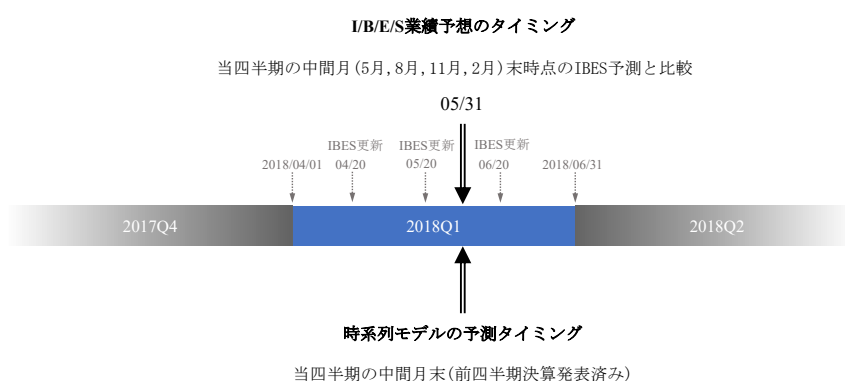 I/B/E/S業績予想のタイミング
当四半期の中間月(5月,8月,11月,2月)末時点のIBES予測と比較
05/31
IBES更新
04/20
IBES更新
05/20
IBES更新
06/20
2018/04/01
2018/06/31
2017Q4
2018Q1
2018Q2
時系列モデルの予測タイミング
当四半期の中間月末(前四半期決算発表済み)